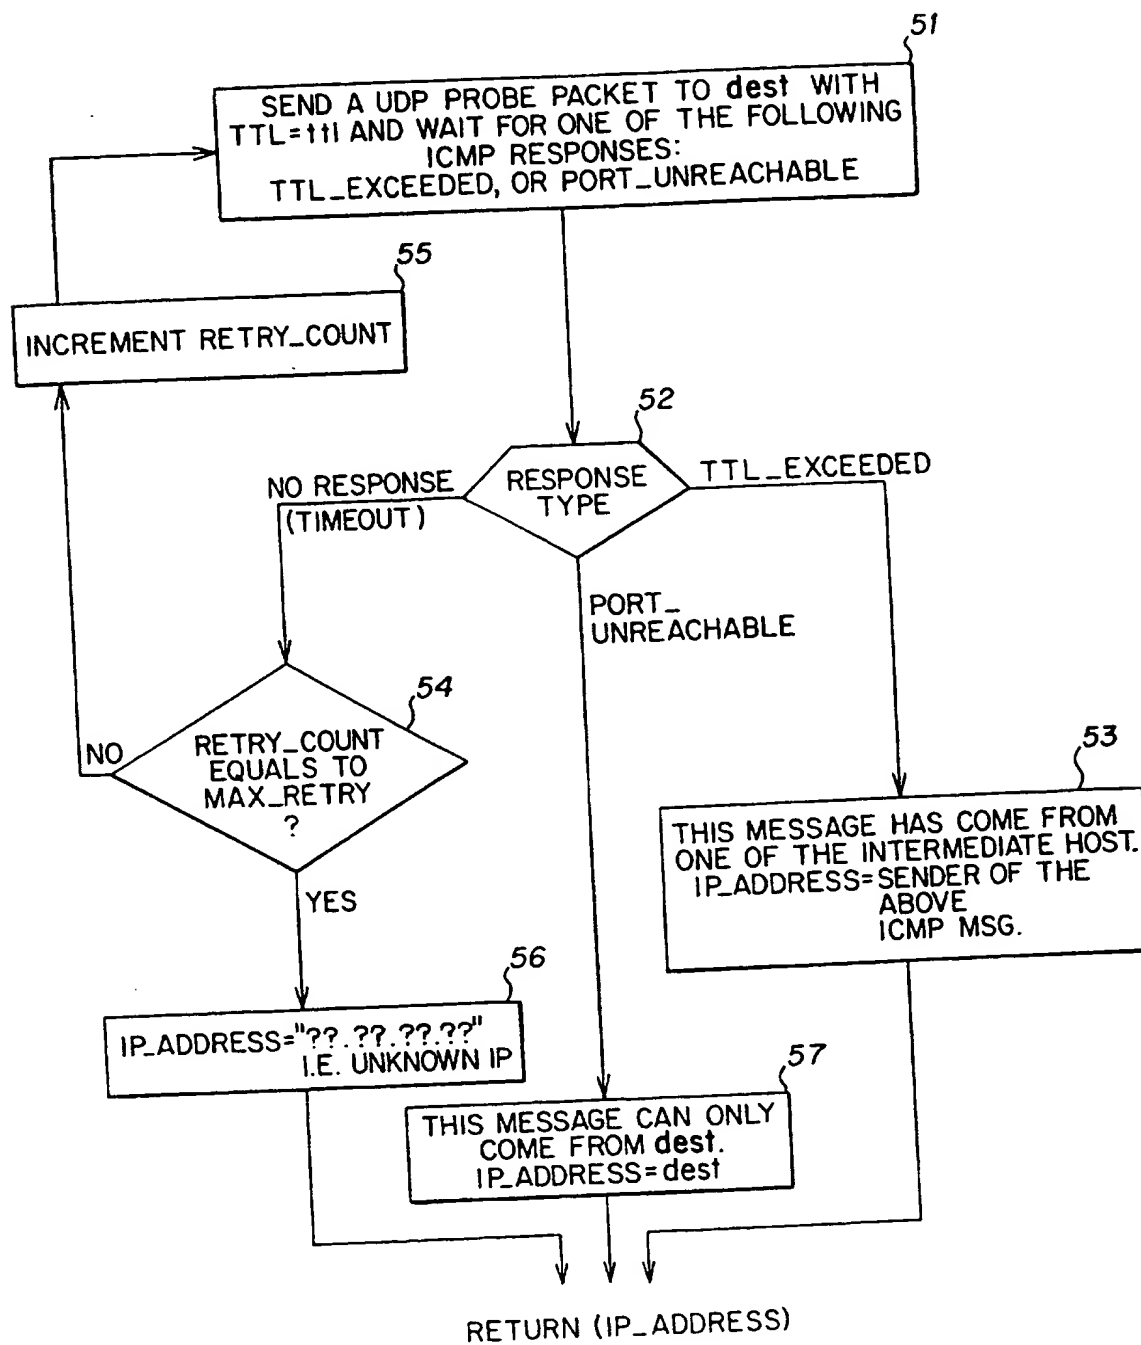 51
SEND A UDP PROBE PACKET TO dest WITH
TTL=ttl AND WAIT FOR ONE OF THE FOLLOWING
ICMP RESPONSES:
TTL_EXCEEDED, OR PORT_UNREACHABLE
55
INCREMENT RETRY_COUNT
52
RESPONSE
TYPE
NO RESPONSE
(TIMEOUT)
TTL_EXCEEDED
PORT_
UNREACHABLE
54
RETRY_COUNT
EQUALS TO
MAX_RETRY
?
NO
YES
53
THIS MESSAGE HAS COME FROM
ONE OF THE INTERMEDIATE HOST.
IP_ADDRESS=SENDER OF THE
ABOVE
ICMP MSG.
56
IP_ADDRESS="??.??.??.??"
I.E. UNKNOWN IP
57
THIS MESSAGE CAN ONLY
COME FROM dest.
IP_ADDRESS=dest
RETURN (IP_ADDRESS)